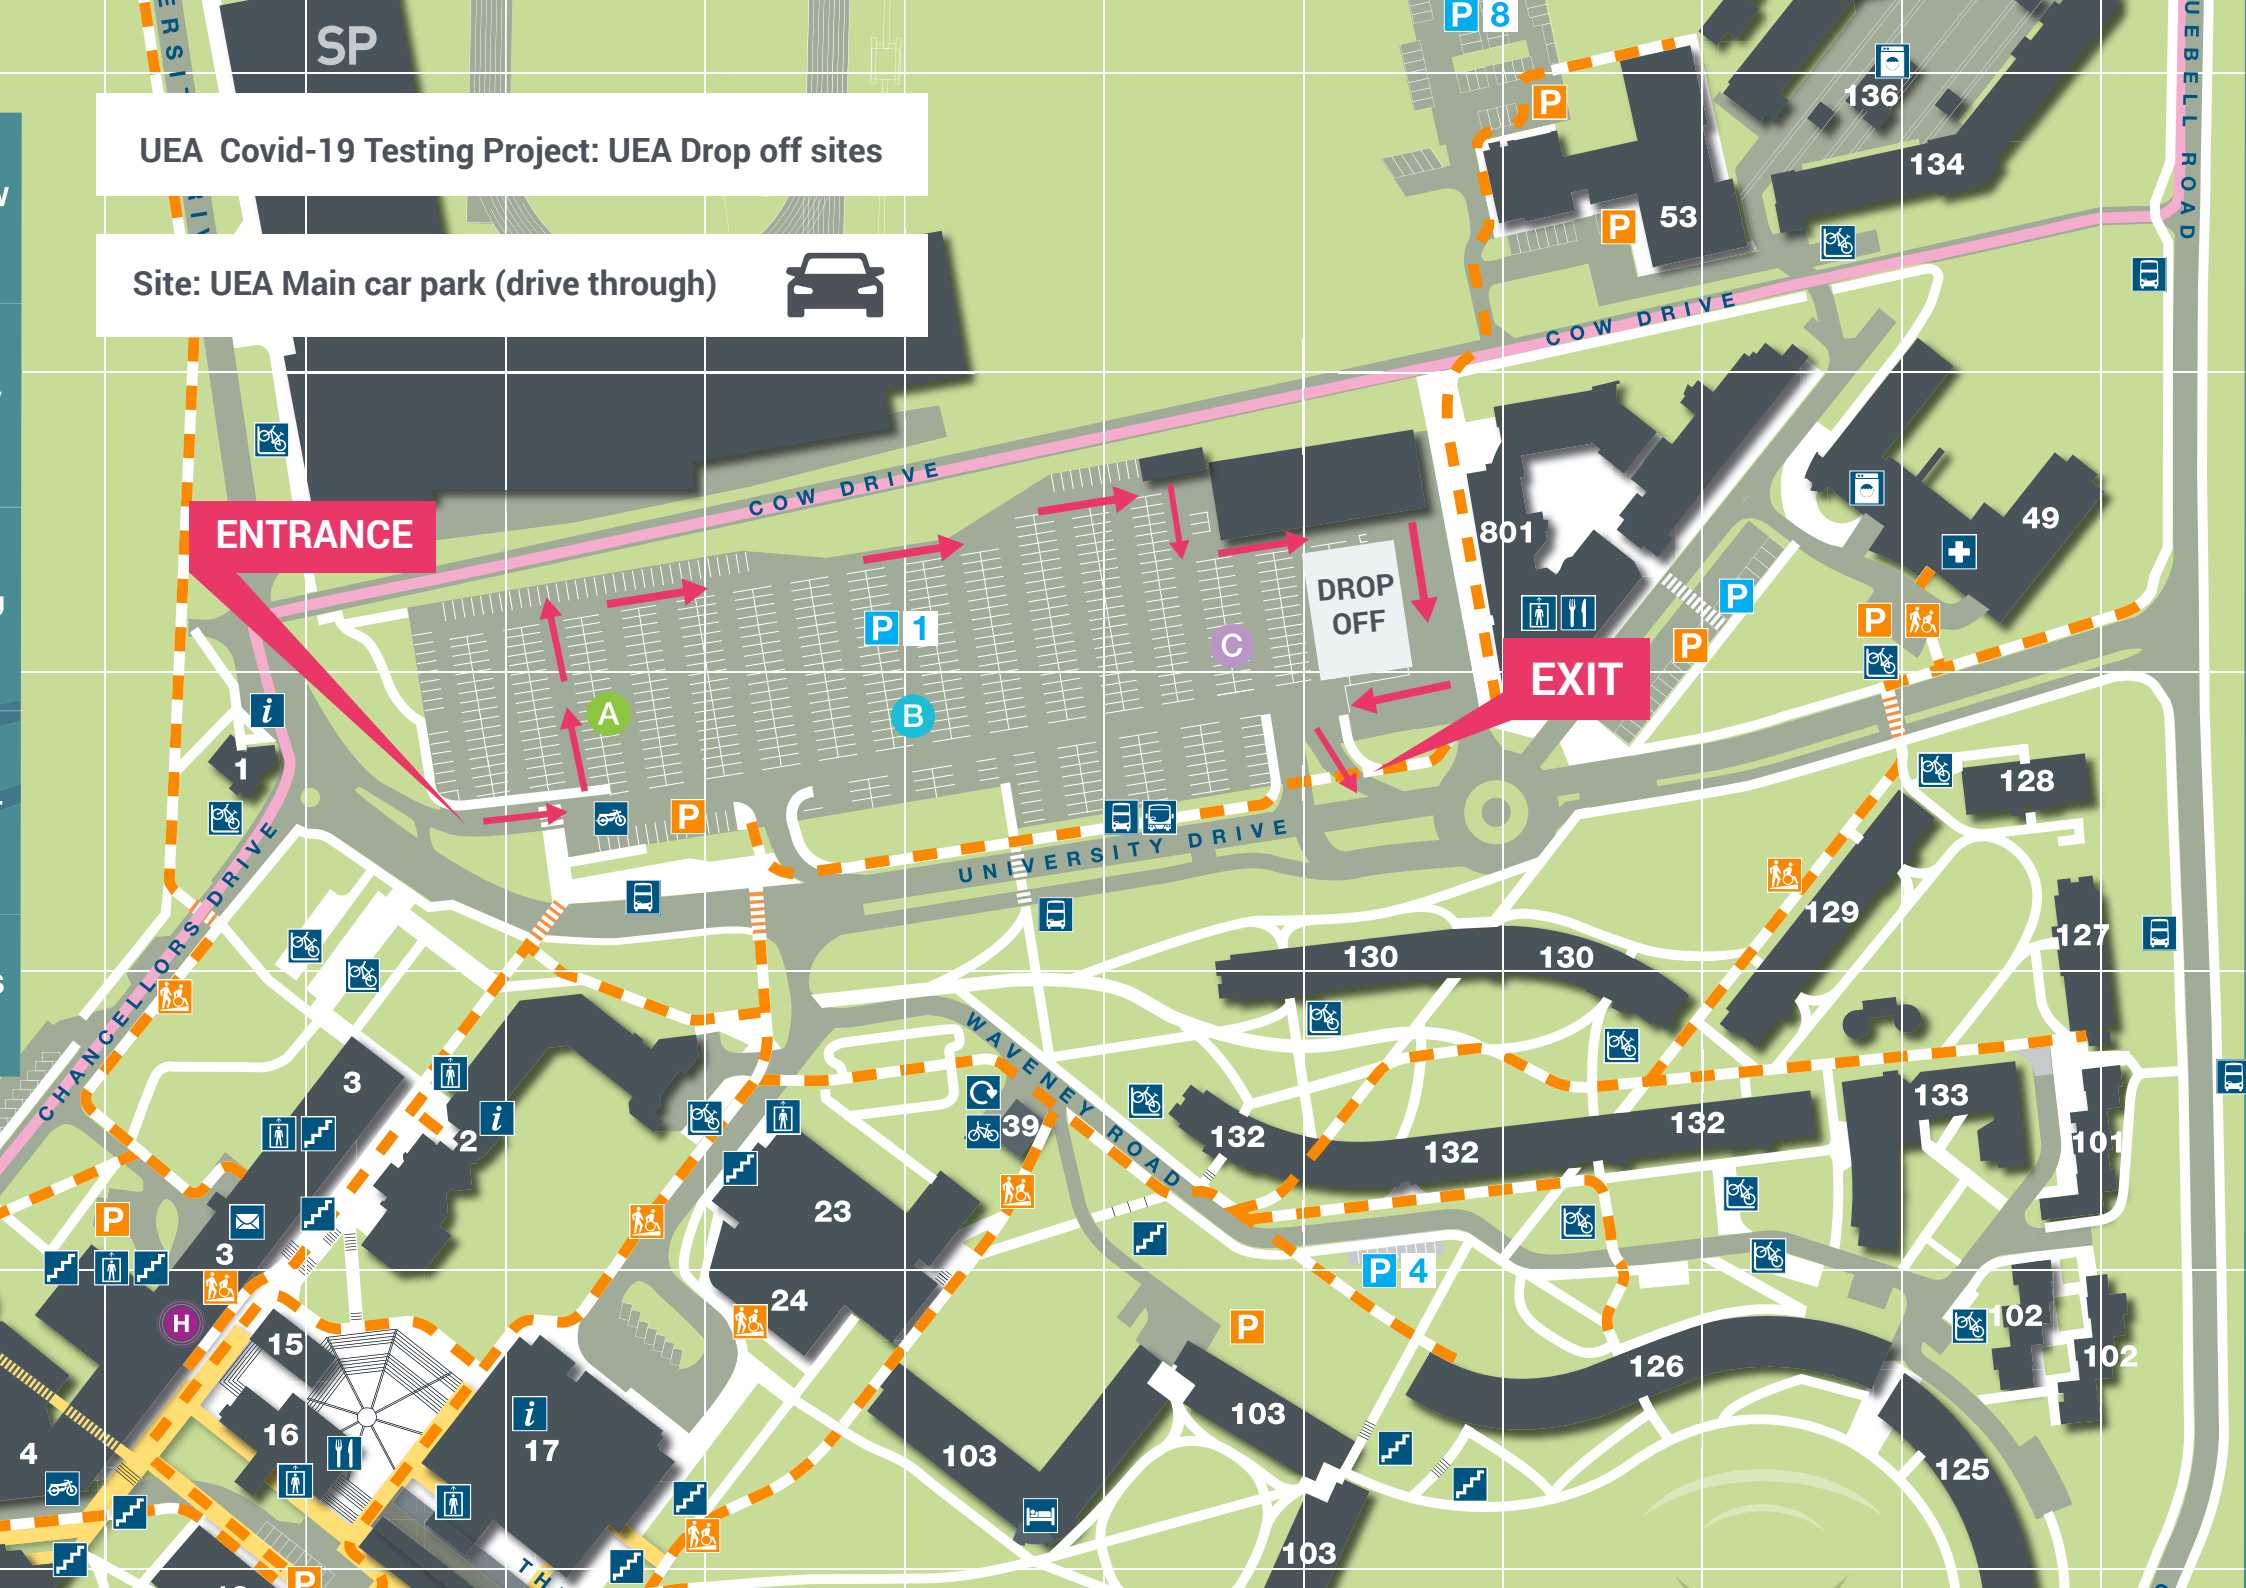 SP
P 8
UEA Covid-19 Testing Project: UEA Drop off sites
Site: UEA Main car park (drive through)
P
136
134
P
53
COW DRIVE
COW DRIVE
ENTRANCE
801
49
DROP
OFF
P 1
C
P
P
P
A
B
EXIT
i
1
P
128
UNIVERSITY DRIVE
CHANCELLORS DRIVE
129
127
130
130
WAVENEY ROAD
3
2
i
39
132
132
132
133
101
P
23
3
P 4
24
H
15
P
102
102
126
103
i
16
17
4
103
125
103
P